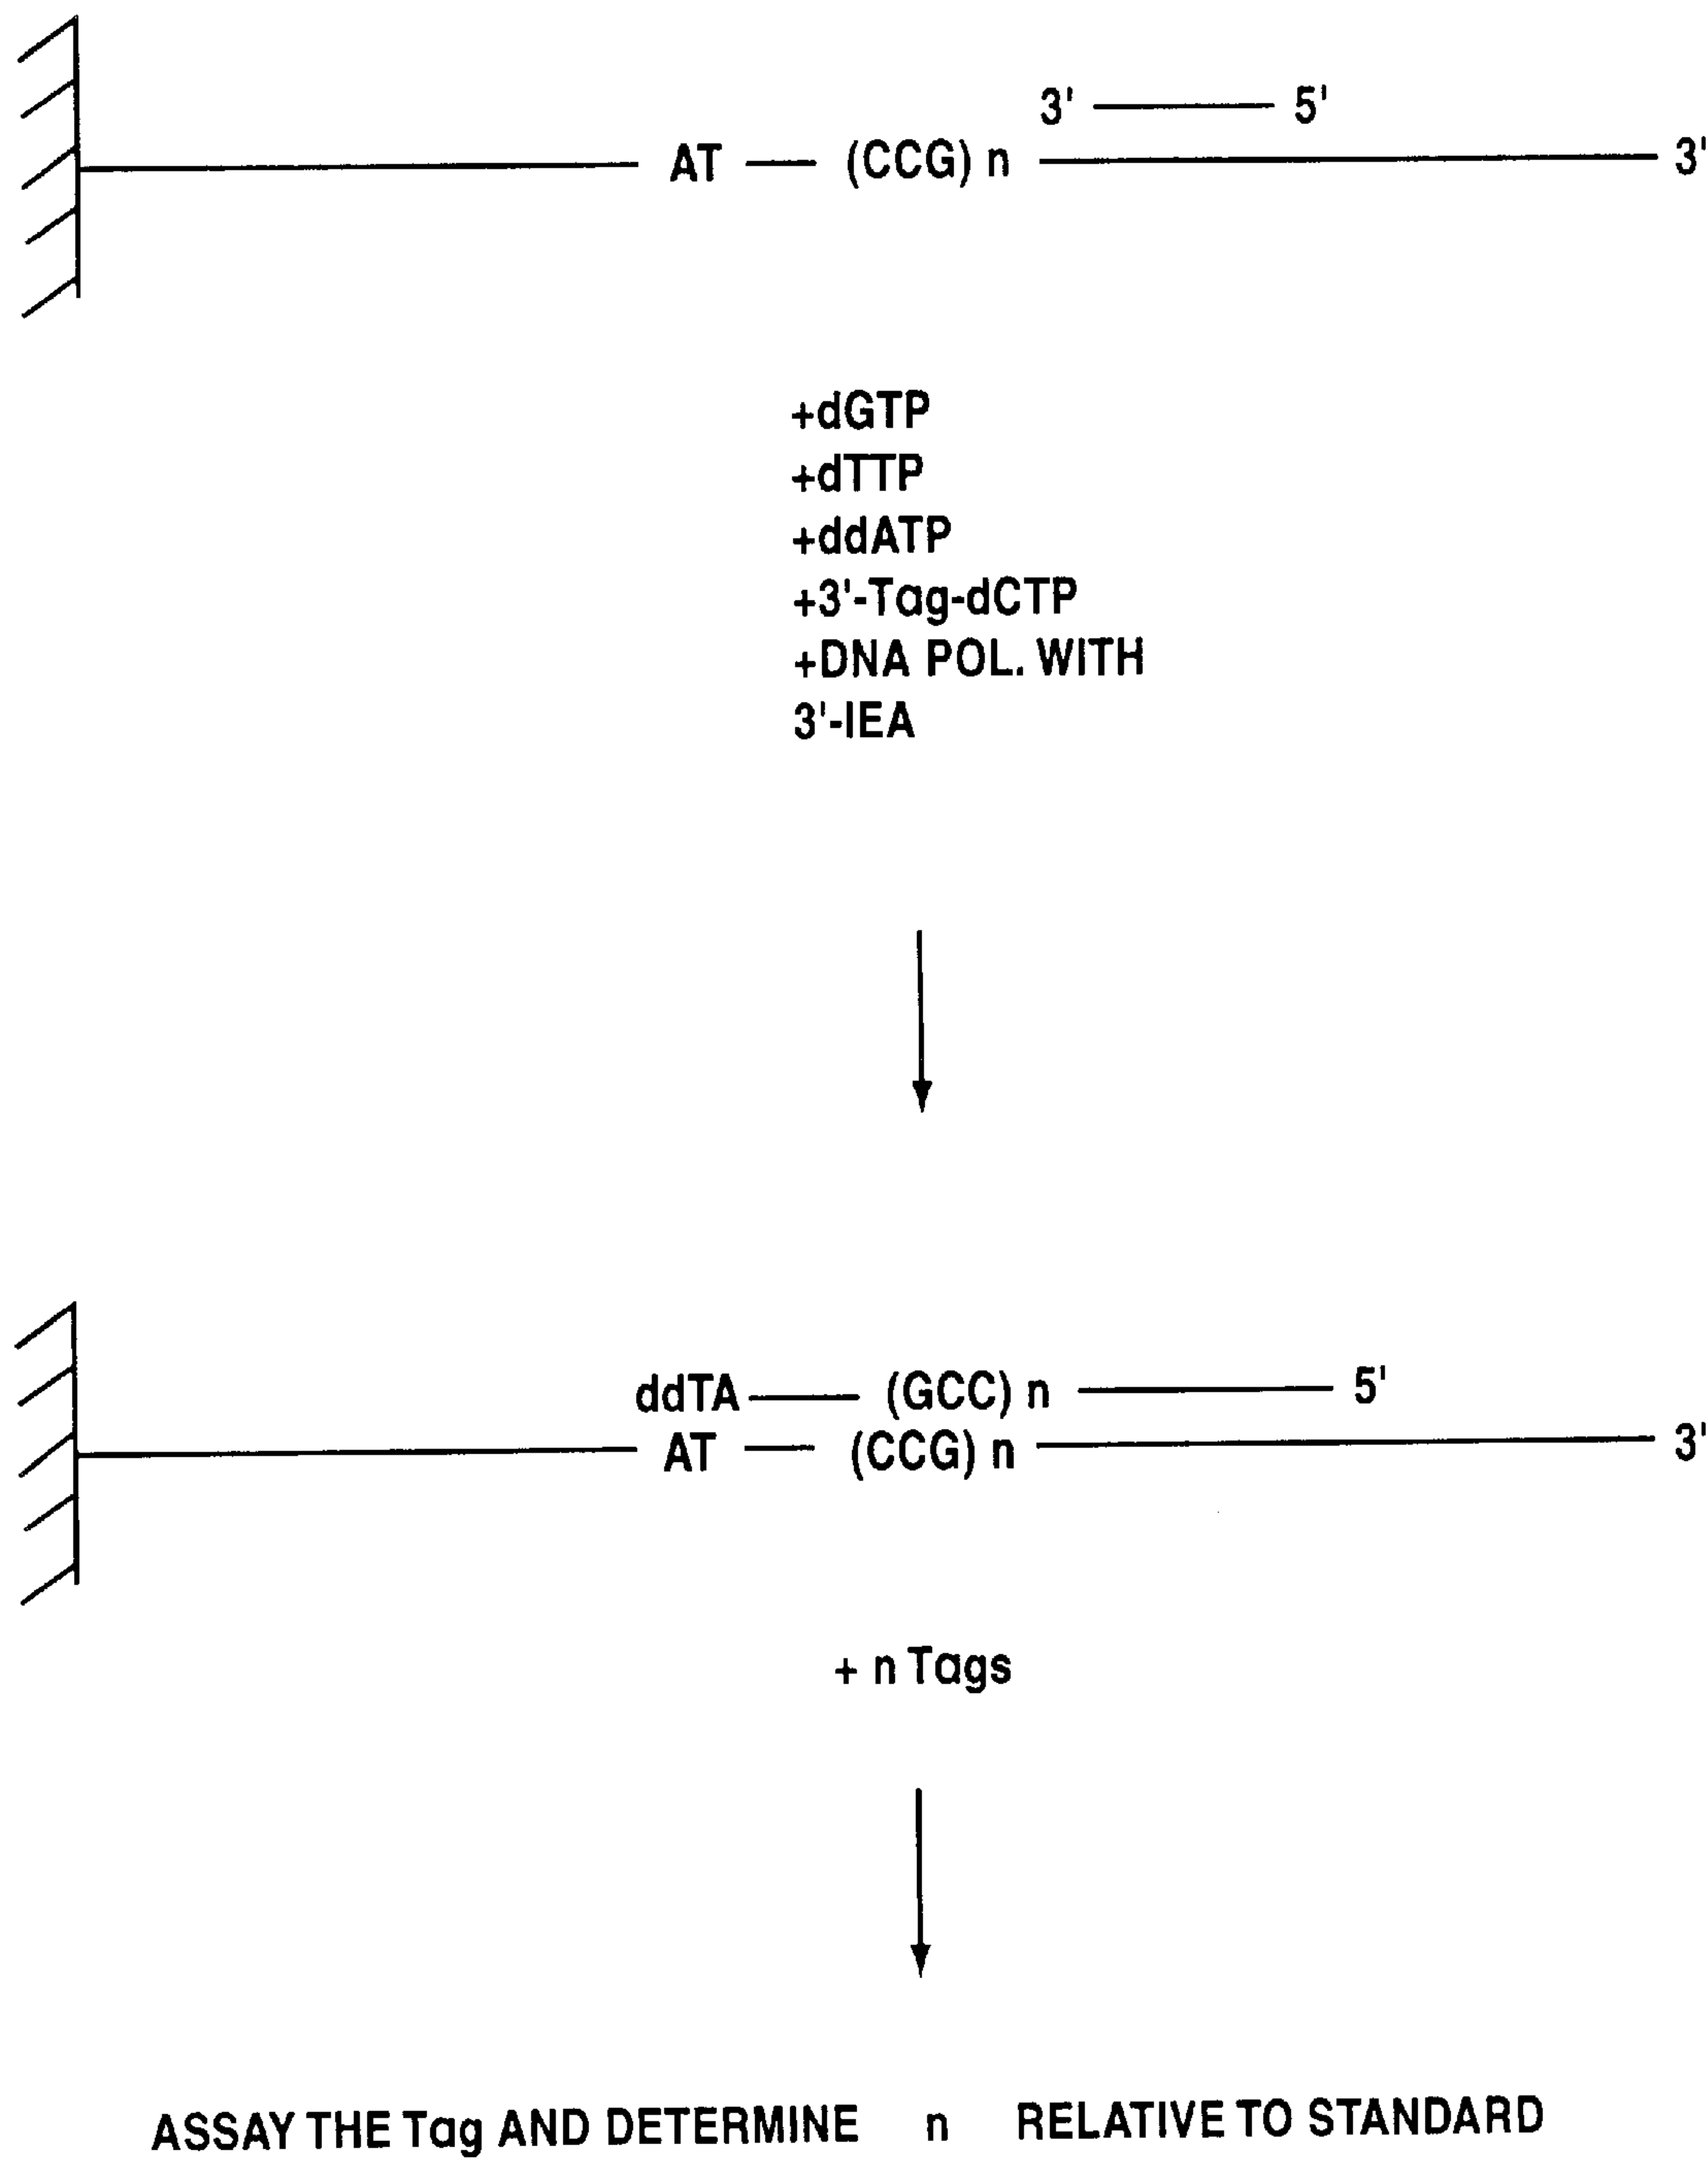 3' 5'
AT — (CCG) n 3'
+dGTP
+dTTP
+ddATP
+3'-Tag-dCTP
+DNA POL. WITH
3'-IEA
ddTA — (GCC) n 5'
AT — (CCG) n 3'
+ n Tags
ASSAY THE Tag AND DETERMINE n RELATIVE TO STANDARD